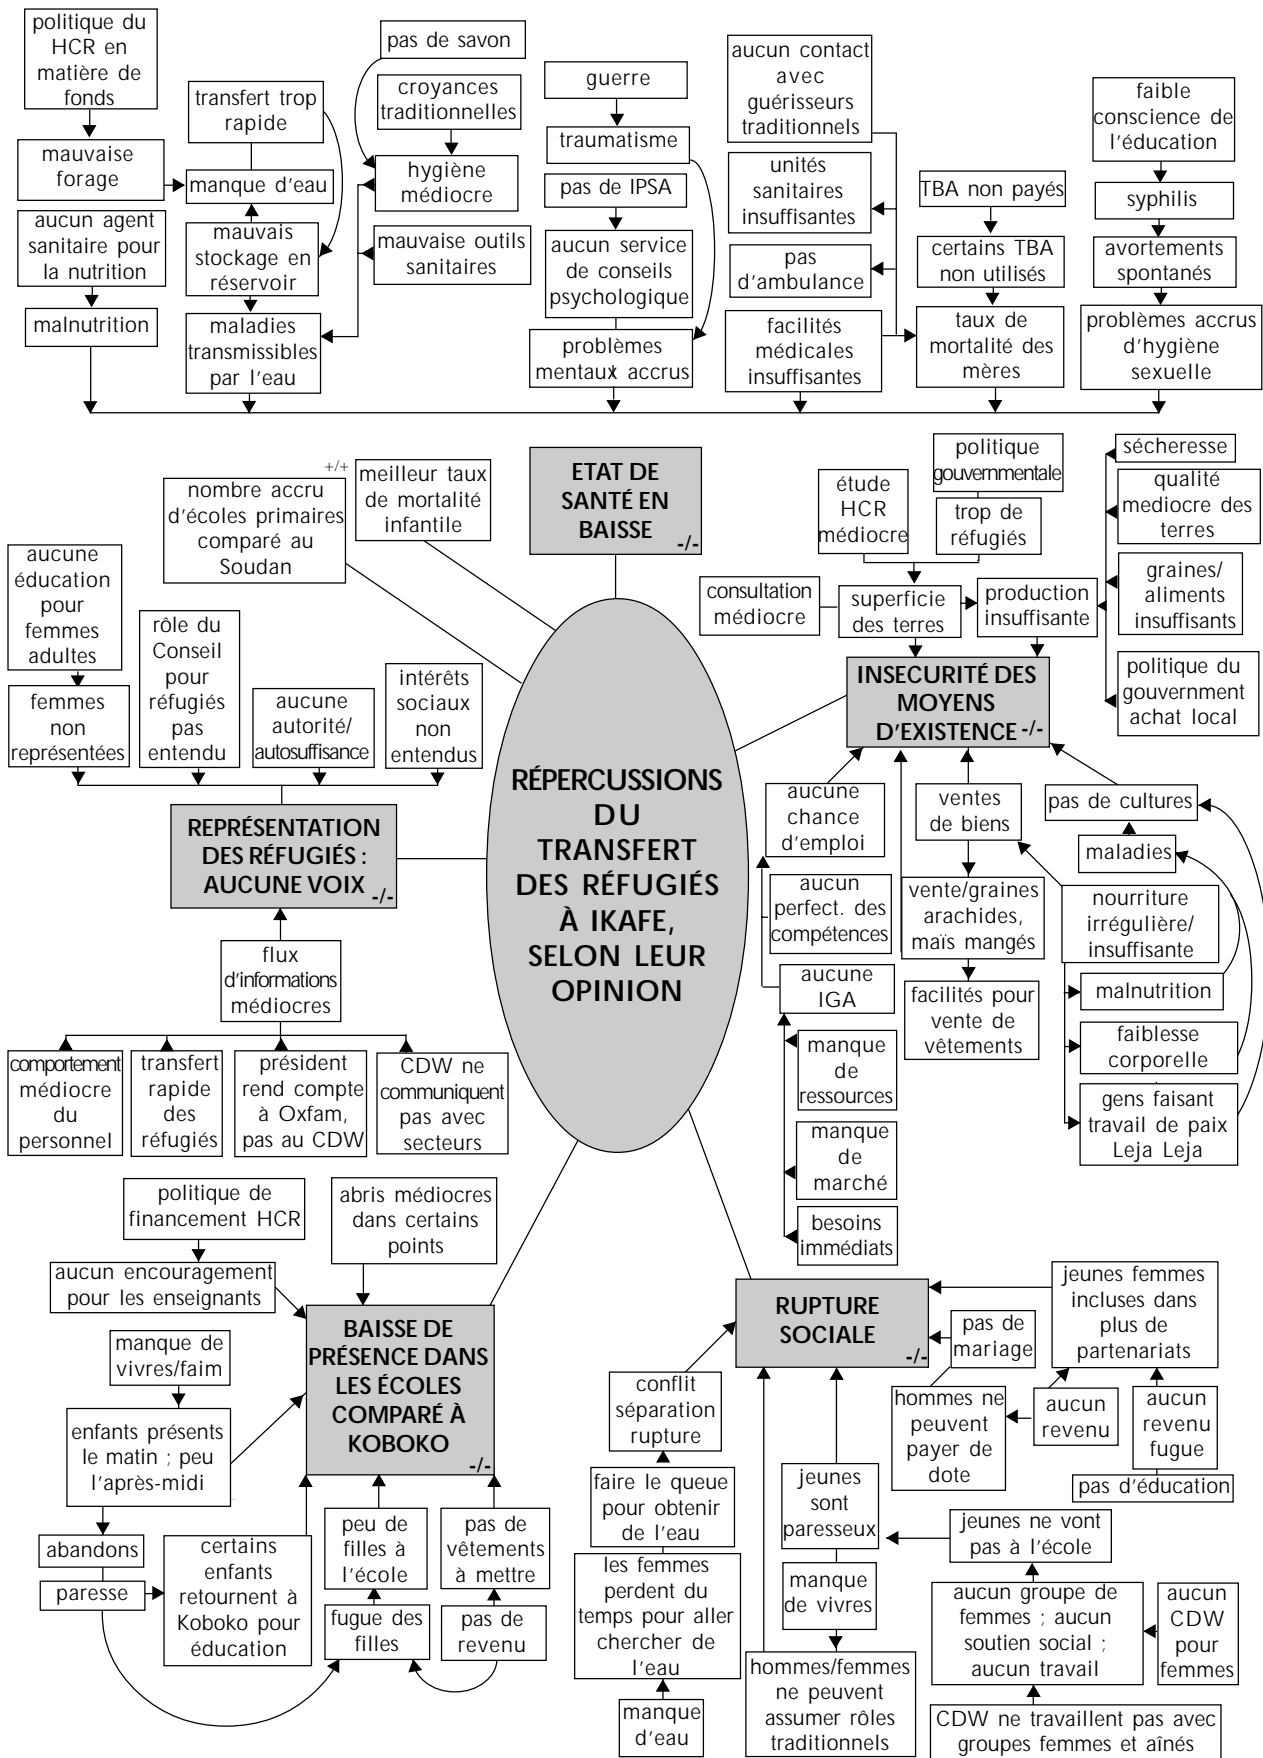 politique du
HCR en
matière de
fonds
mauvaise
forage
aucun agent
sanitaire pour
la nutrition
malnutrition
transfert trop
rapide
manque d'eau
mauvais
stockage en
réservoir
maladies
transmissibles
par l'eau
pas de savon
croyances
traditionnelles
hygiène
médiocre
mauvaise outils
sanitaires
guerre
traumatisme
pas de IPSA
aucun service
de conseils
psychologique
problèmes
mentaux accrus
aucun contact
avec
guérisseurs
traditionnels
unités
sanitaires
insuffisantes
pas
d'ambulance
facilités
médicales
insuffisantes
TBA non payés
certains TBA
non utilisés
taux de
mortalité des
mères
faible
conscience de
l'éducation
syphilis
avortements
spontanés
problèmes accrus
d'hygiène
sexuelle
+/+
nombre accru
d'écoles primaires
comparé au
Soudan
meilleur taux
de mortalité
infantile
ETAT DE
SANTÉ EN
BAISSE
-/-
aucune
éducation
pour
femmes
adultes
femmes
non
représentées
rôle du
Conseil
pour
réfugiés
pas
entendu
aucune
autorité/
autosuffisance
intérêts
sociaux
non
entendus
REPRÉSENTATION
DES RÉFUGIÉS :
AUCUNE VOIX
-/-
flux
d'informations
médiocres
comportement
médiocre
du
personnel
transfert
rapide
des
réfugiés
président
rend compte
à Oxfam,
pas au CDW
CDW ne
communiquent
pas avec
secteurs
RÉPERCUSSIONS
DU
TRANSFERT
DES RÉFUGIÉS
À IKAFE,
SELON LEUR
OPINION
étude
HCR
médiocre
politique
gouvernmentale
trop de
réfugiés
consultation
médiocre
superficie
des terres
production
insuffisante
sécheresse
qualité
mediocre des
terres
graines/
aliments
insuffisants
politique du
gouvernment
achat local
INSECURITÉ DES
MOYENS
D'EXISTENCE -/-
aucune
chance
d'emploi
aucun
perfect. des
compétences
aucune
IGA
manque
de
ressources
manque
de
marché
besoins
immédiats
ventes
de biens
vente/graines
arachides,
maïs mangés
facilités pour
vente de
vêtements
pas de cultures
maladies
nourriture
irrégulière/
insuffisante
malnutrition
faiblesse
corporelle
gens faisant
travail de paix
Leja Leja
politique de
financement HCR
aucun encouragement
pour les enseignants
abris médiocres
dans certains
points
manque de
vivres/faim
enfants présents
le matin ; peu
l'après-midi
abandons
paresse
certains
enfants
retournent à
Koboko pour
éducation
BAISSE DE
PRÉSENCE DANS
LES ÉCOLES
COMPARÉ À
KOBOKO
-/-
peu de
filles à
l'école
fugue des
filles
pas de
vêtements
à mettre
pas de
revenu
RUPTURE
SOCIALE
-/-
conflit
séparation
rupture
faire le queue
pour obtenir
de l'eau
les femmes
perdent du
temps pour aller
chercher de
l'eau
manque
d'eau
jeunes
sont
paresseux
manque
de vivres
hommes/femmes
ne peuvent
assumer rôles
traditionnels
pas de
mariage
hommes ne
peuvent
payer de
dote
jeunes femmes
incluses dans
plus de
partenariats
aucun
revenu
aucun
revenu
fugue
pas d'éducation
jeunes ne vont
pas à l'école
aucun groupe de
femmes ; aucun
soutien social ;
aucun travail
aucun
CDW
pour
femmes
CDW ne travaillent pas avec
groupes femmes et aînés